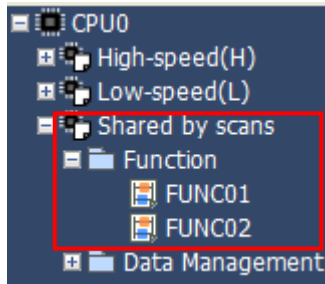 CPU0
High-speed(H)
Low-speed(L)
Shared by scans
Function
FUNC01
FUNC02
Data Management